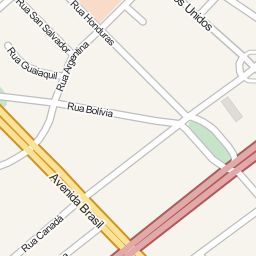 Rua San Salvador
Rua Honduras
os Unidos
Rua Guaiaquil
Rua Argentina
Rua Bolívia
Avenida Brasil
Rua Canadá